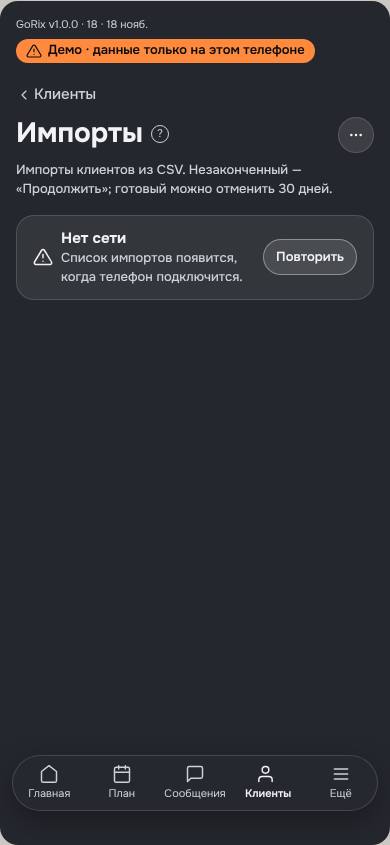 GoRix v1.0.0 · 18 · 18 нояб.
Демо · данные только на этом телефоне
Клиенты
Импорты ?
Импорты клиентов из CSV. Незаконченный —
«Продолжить»; готовый можно отменить 30 дней.
Нет сети
Список импортов появится,
когда телефон подключится.
Повторить
Главная План Сообщения Клиенты Ещё